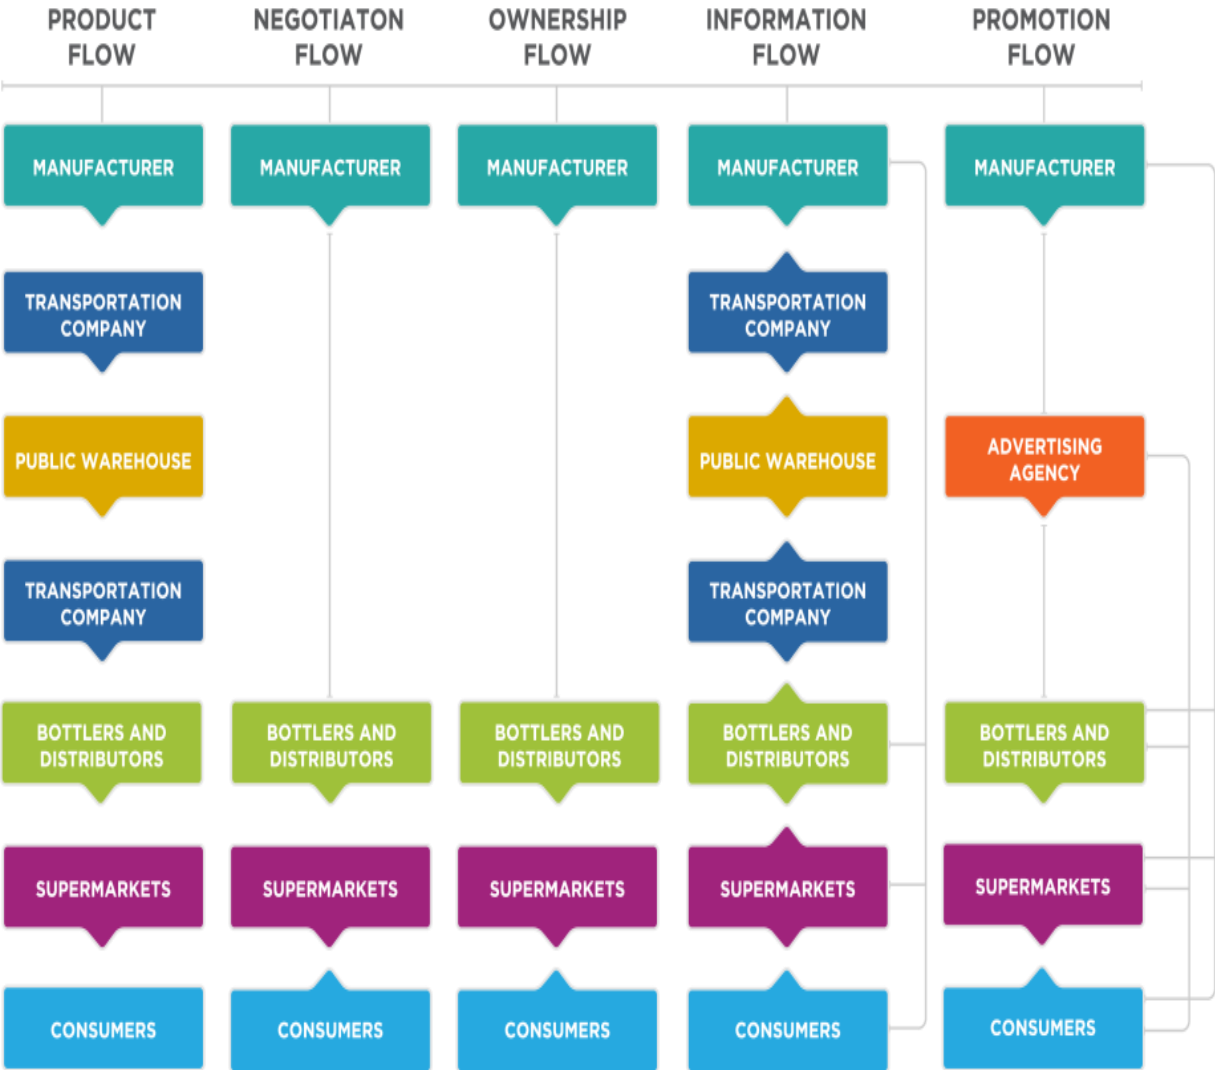 PRODUCT
FLOW
NEGOTIATON
FLOW
OWNERSHIP
FLOW
INFORMATION
FLOW
PROMOTION
FLOW
MANUFACTURER
TRANSPORTATION
COMPANY
PUBLIC WAREHOUSE
TRANSPORTATION
COMPANY
BOTTLERS AND
DISTRIBUTORS
SUPERMARKETS
CONSUMERS
MANUFACTURER
BOTTLERS AND
DISTRIBUTORS
SUPERMARKETS
CONSUMERS
MANUFACTURER
BOTTLERS AND
DISTRIBUTORS
SUPERMARKETS
CONSUMERS
MANUFACTURER
TRANSPORTATION
COMPANY
PUBLIC WAREHOUSE
TRANSPORTATION
COMPANY
BOTTLERS AND
DISTRIBUTORS
SUPERMARKETS
CONSUMERS
MANUFACTURER
ADVERTISING
AGENCY
BOTTLERS AND
DISTRIBUTORS
SUPERMARKETS
CONSUMERS